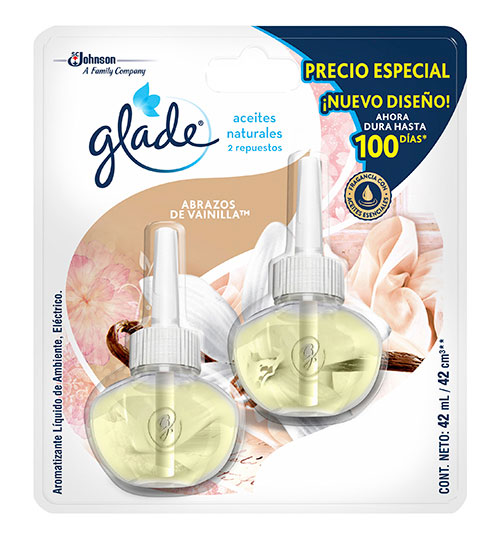 SC Johnson
A Family Company
glade
aceites
naturales
2 repuestos
PRECIO ESPECIAL
¡NUEVO DISEÑO!
AHORA
DURA HASTA
100 DÍAS*
FRAGANCIA CON
ACEITES ESENCIALES
ABRAZOS
DE VAINILLA™
Aromatizante Líquido de Ambiente, Eléctrico.
CONT. NETO: 42 mL / 42 cm³**
g
g